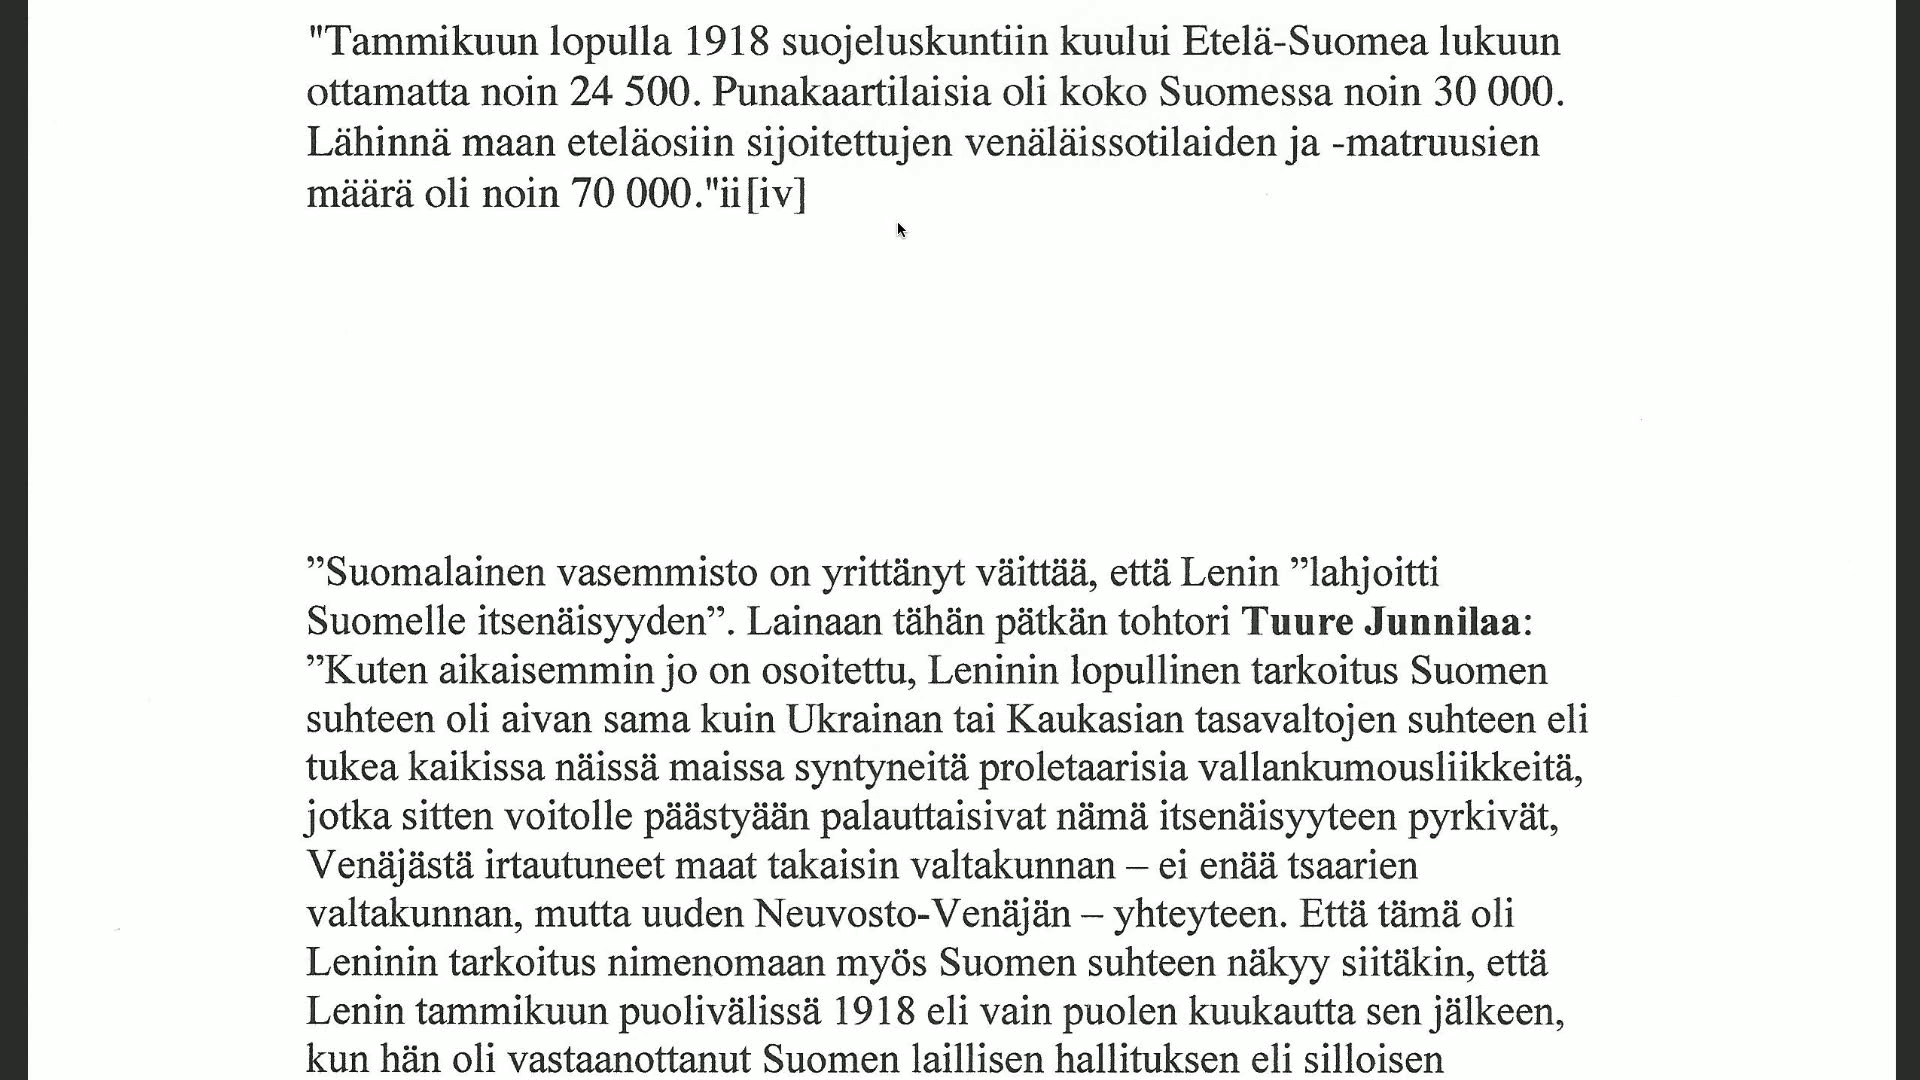 "Tammikuun lopulla 1918 suojeluskuntiin kuului Etelä-Suomea lukuun
ottamatta noin 24 500. Punakaartilaisia oli koko Suomessa noin 30 000.
Lähinnä maan eteläosiin sijoitettujen venäläissotilaiden ja -matruusien
määrä oli noin 70 000."ii[iv]
”Suomalainen vasemmisto on yrittänyt väittää, että Lenin ”lahjoitti
Suomelle itsenäisyyden”. Lainaan tähän pätkän tohtori Tuure Junnilaa:
”Kuten aikaisemmin jo on osoitettu, Leninin lopullinen tarkoitus Suomen
suhteen oli aivan sama kuin Ukrainan tai Kaukasian tasavaltojen suhteen eli
tukea kaikissa näissä maissa syntyneitä proletaarisia vallankumousliikkeitä,
jotka sitten voitolle päästyään palauttaisivat nämä itsenäisyyteen pyrkivät,
Venäjästä irtautuneet maat takaisin valtakunnan – ei enää tsaarien
valtakunnan, mutta uuden Neuvosto-Venäjän – yhteyteen. Että tämä oli
Leninin tarkoitus nimenomaan myös Suomen suhteen näkyy siitäkin, että
Lenin tammikuun puolivälissä 1918 eli vain puolen kuukautta sen jälkeen,
kun hän oli vastaanottanut Suomen laillisen hallituksen eli silloisen